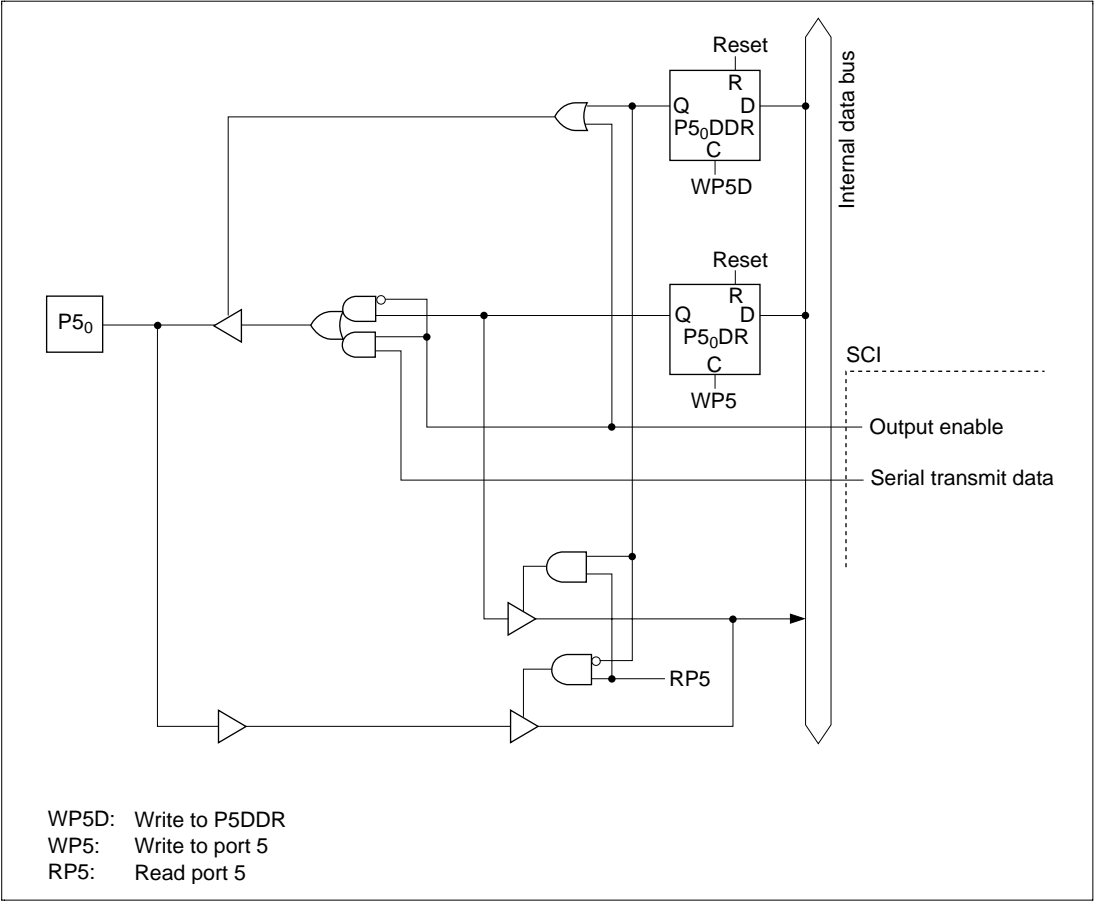 Reset
R
Q D
P5₀DDR
C
WP5D
Internal data bus
Reset
R
Q D
P5₀DR
C
WP5
P5₀
SCI
Output enable
Serial transmit data
RP5
WP5D: Write to P5DDR
WP5: Write to port 5
RP5: Read port 5